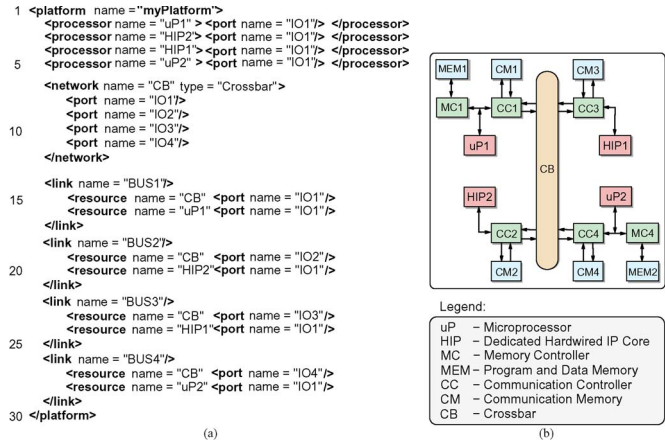 1 <platform name ="myPlatform">
<processor name = "uP1" > <port name = "IO1"/> </processor>
<processor name = "HIP2"> <port name = "IO1"/> </processor>
<processor name = "HIP1"> <port name = "IO1"/> </processor>
5 <processor name = "uP2" > <port name = "IO1"/> </processor>
<network name = "CB" type = "Crossbar">
<port name = "IO1"/>
<port name = "IO2"/>
10 <port name = "IO3"/>
<port name = "IO4"/>
</network>
<link name = "BUS1"/>
15 <resource name = "CB" <port name = "IO1"/>
<resource name = "uP1" <port name = "IO1"/>
</link>
<link name = "BUS2"/>
<resource name = "CB" <port name = "IO2"/>
20 <resource name = "HIP2"<port name = "IO1"/>
</link>
<link name = "BUS3"/>
<resource name = "CB" <port name = "IO3"/>
<resource name = "HIP1"<port name = "IO1"/>
25 </link>
<link name = "BUS4"/>
<resource name = "CB" <port name = "IO4"/>
<resource name = "uP2" <port name = "IO1"/>
</link>
30 </platform>
(a)
MEM1 CM1 CM3
MC1 CC1 CC3
uP1 HIP1
CB
HIP2 uP2
CC2 CC4 MC4
CM2 CM4 MEM2
Legend:
uP – Microprocessor
HIP – Dedicated Hardwired IP Core
MC – Memory Controller
MEM – Program and Data Memory
CC – Communication Controller
CM – Communication Memory
CB – Crossbar
(b)